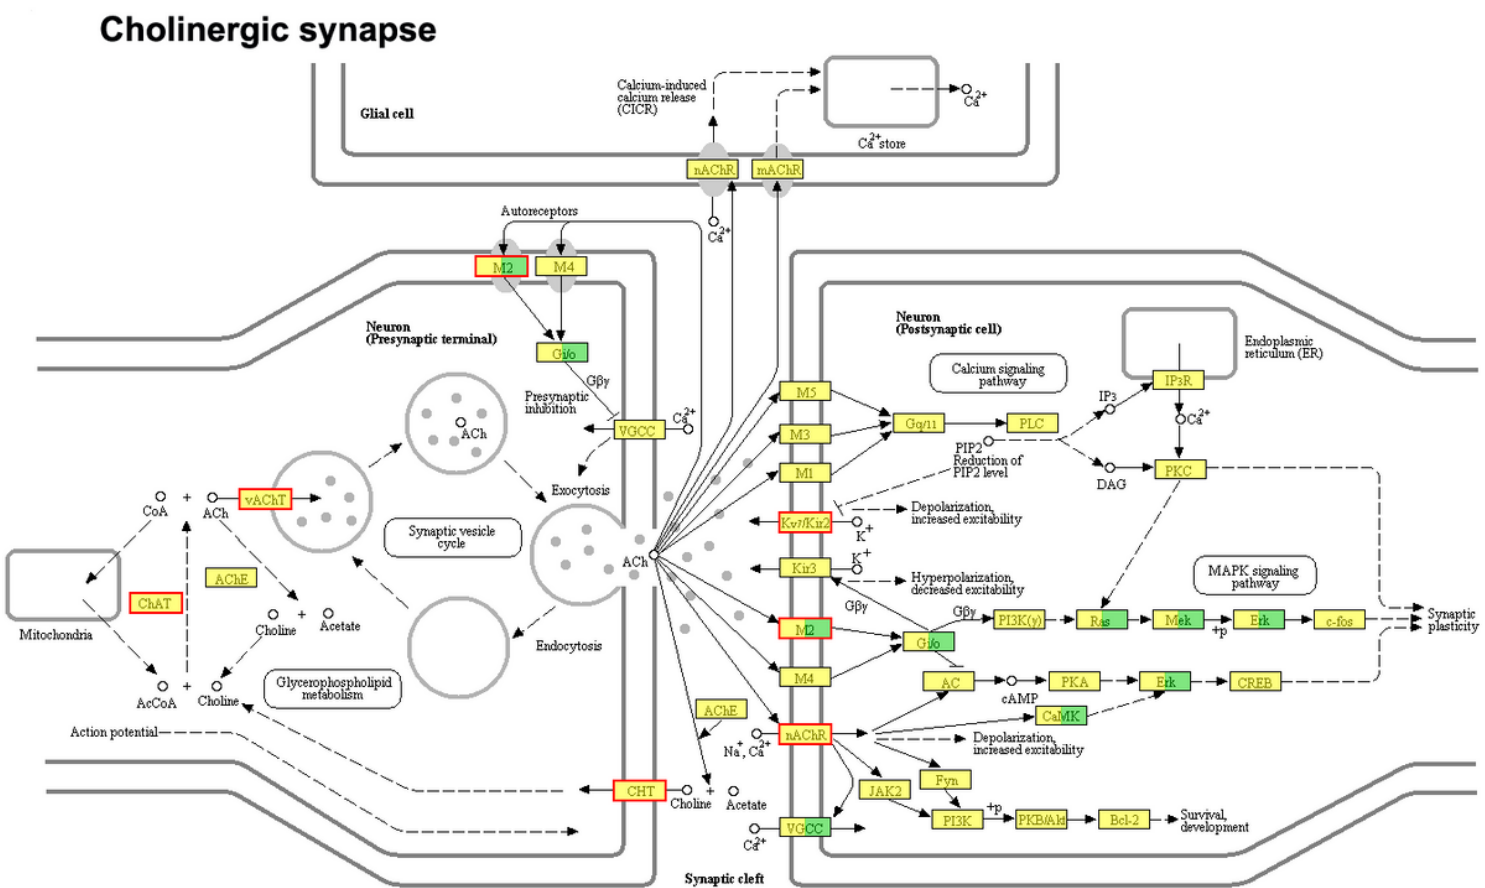 Cholinergic synapse
Glial cell
Calcium-induced
calcium release
(CICR)
Ca2+
Ca2+ store
nAChR
mAChR
Ca2+
Autoreceptors
M2
M4
Neuron
(Presynaptic terminal)
Gi/o
Gβγ
Presynaptic
inhibition
VGCC
Ca2+
ACh
Exocytosis
CoA
+
ACh
vAChT
Synaptic vesicle
cycle
ACh
AChE
ChAT
Mitochondria
Choline
+
Acetate
Endocytosis
Glycerophospholipid
metabolism
AcCoA
+
Choline
Action potential
CHT
Choline
+
Acetate
AChE
Synaptic cleft
Neuron
(Postsynaptic cell)
Calcium signaling
pathway
Endoplasmic
reticulum (ER)
IP3R
IP3
Ca2+
M5
M3
M1
Gq/11
PLC
PIP2
Reduction of
PIP2 level
DAG
PKC
Kv7/Kir2
K+
Depolarization,
increased excitability
Kir3
K+
Hyperpolarization,
decreased excitability
MAPK signaling
pathway
Gβγ
Gβγ
M2
Gi/o
PI3K(γ)
Ras
Mek
+p
Erk
c-fos
Synaptic
plasticity
M4
AC
cAMP
PKA
Erk
CREB
CaMK
nAChR
Na+, Ca2+
Depolarization,
increased excitability
JAK2
Fyn
PI3K
+p
PKB/Akt
Bcl-2
Survival,
development
VGCC
Ca2+